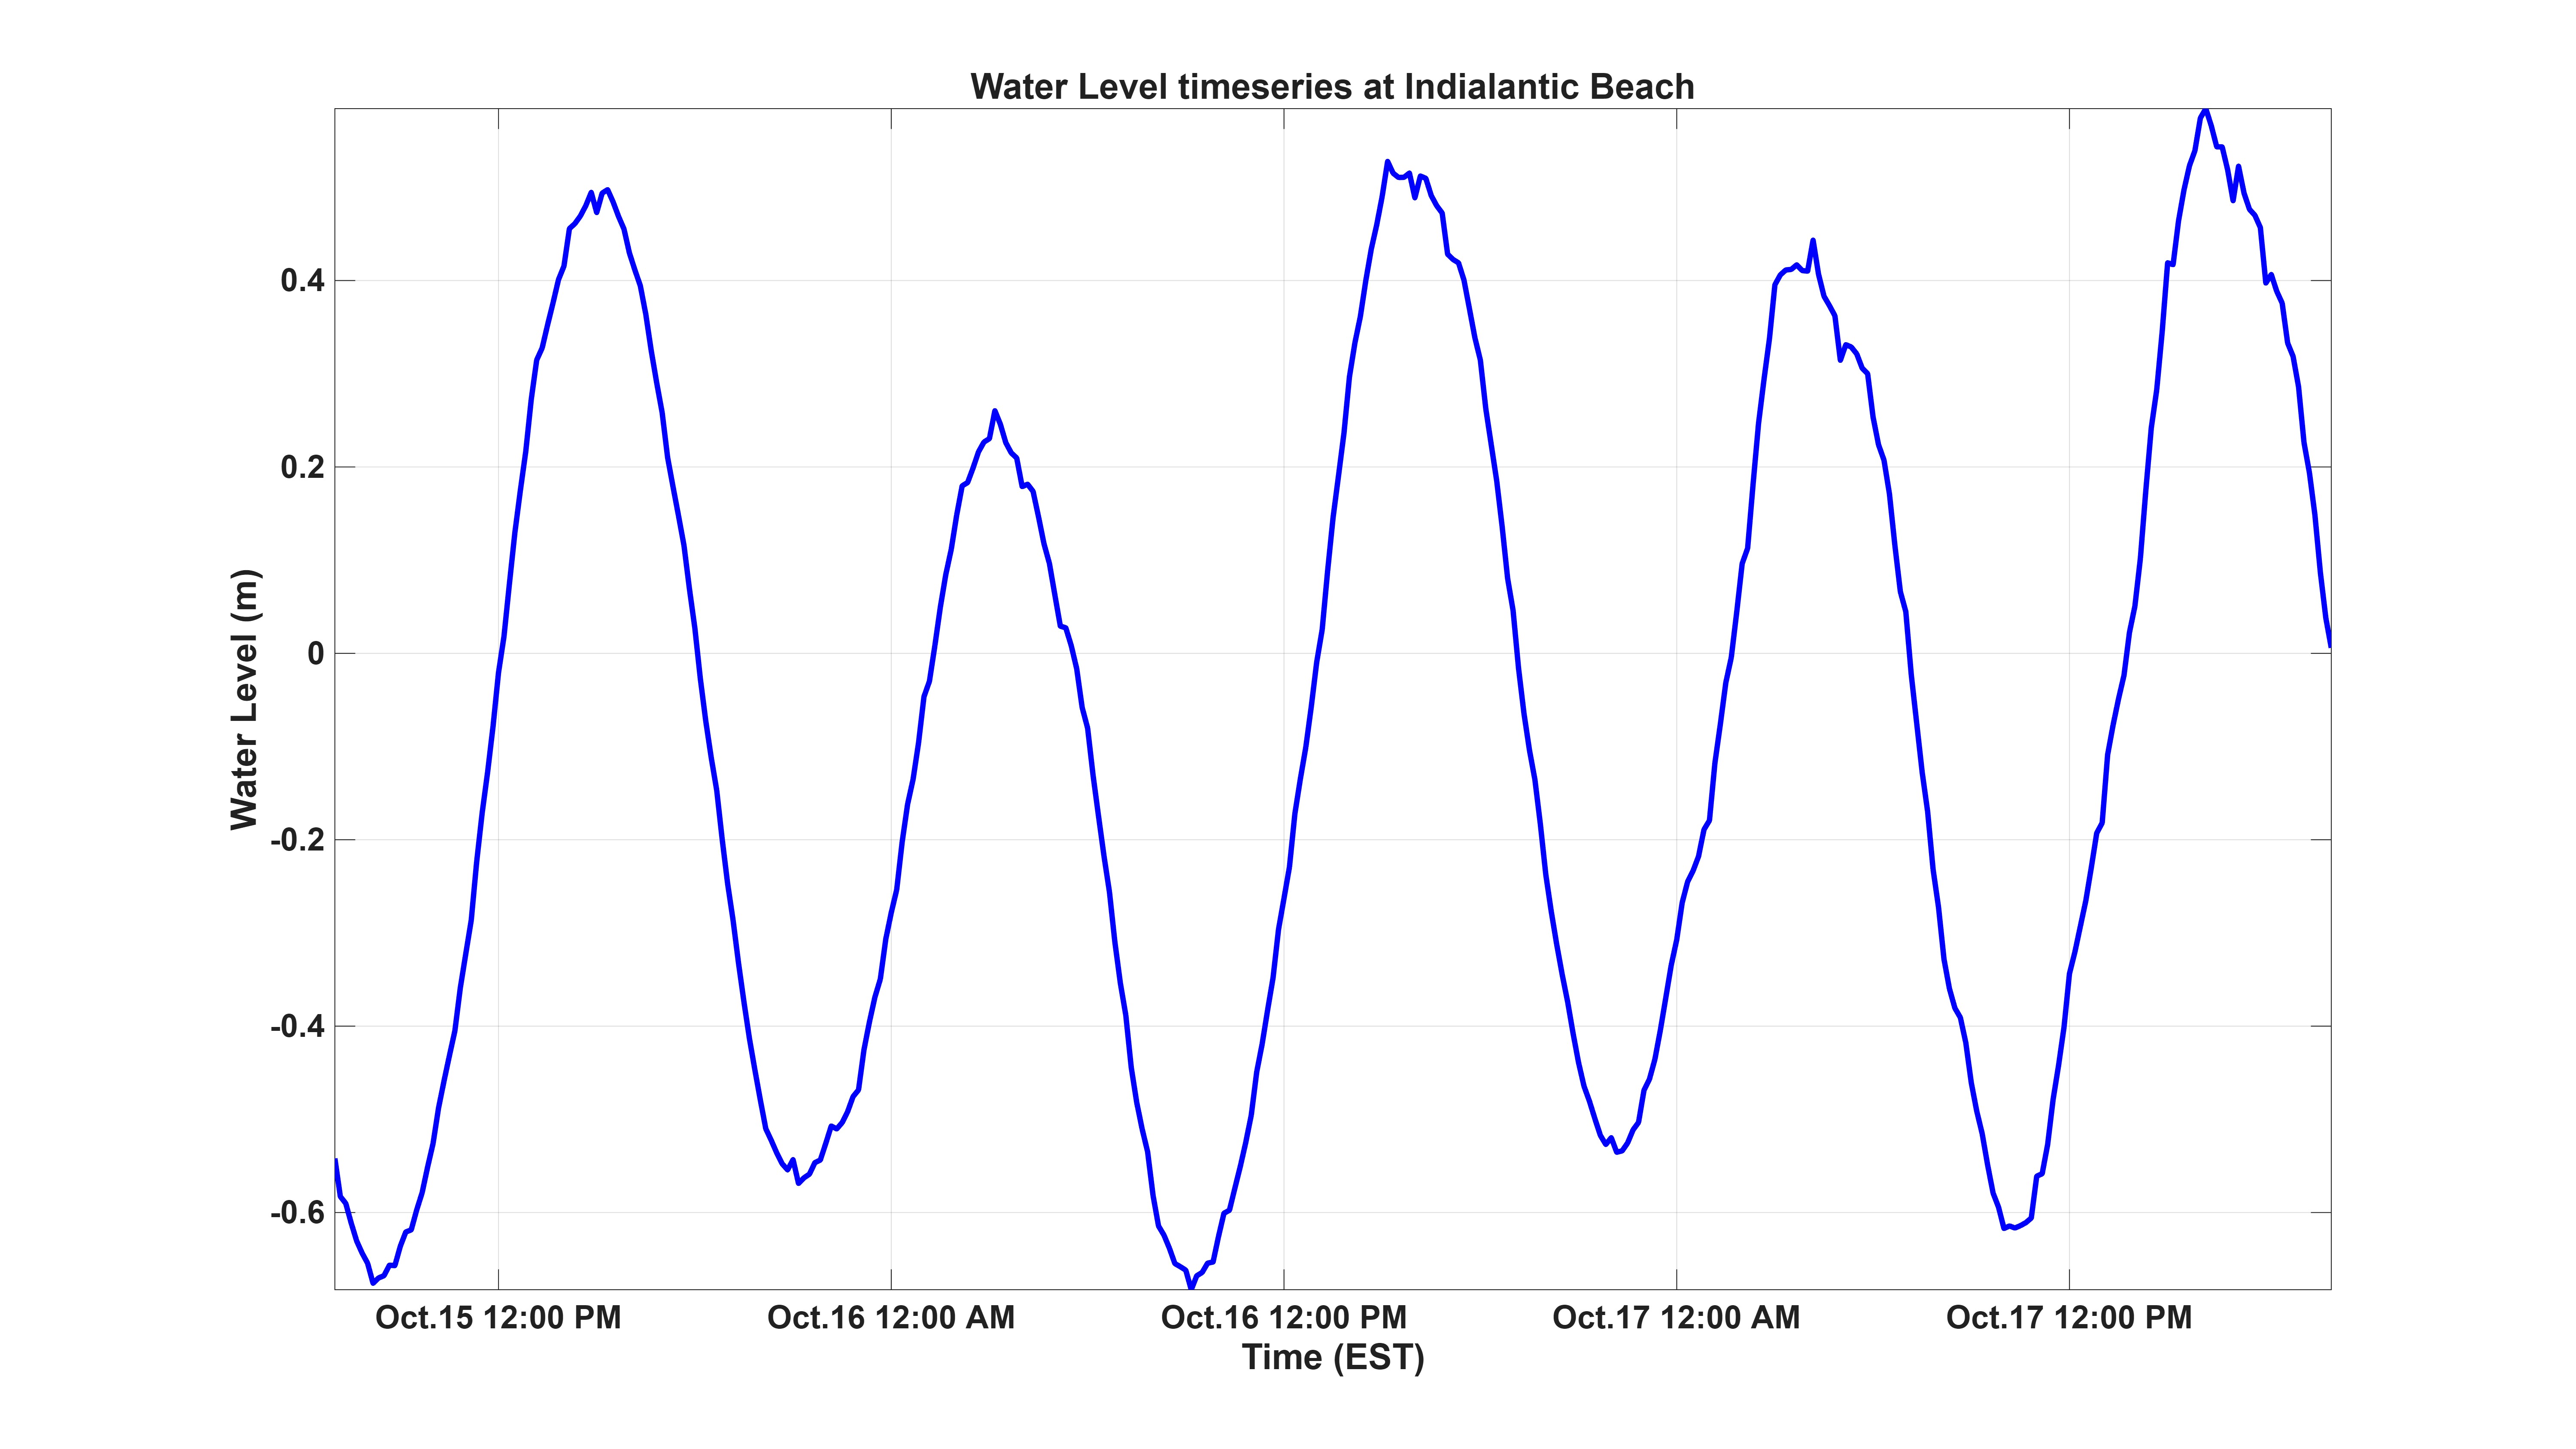 Water Level timeseries at Indialantic Beach
Water Level (m)
0.4
0.2
0
-0.2
-0.4
-0.6
Oct.15 12:00 PM
Oct.16 12:00 AM
Oct.16 12:00 PM
Oct.17 12:00 AM
Oct.17 12:00 PM
Time (EST)